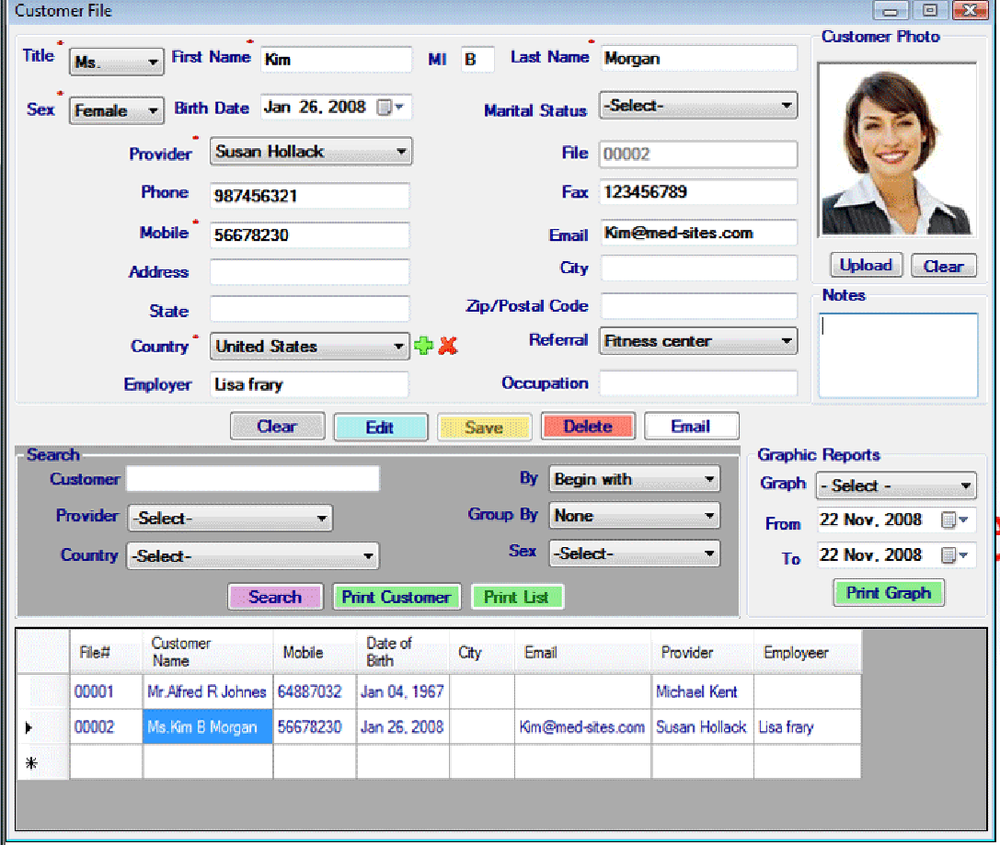 Customer File
Title * Ms. First Name * Kim MI B Last Name * Morgan
Customer Photo
Sex * Female Birth Date Jan 26, 2008 Marital Status -Select-
Provider * Susan Hollack File 00002
Phone 987456321 Fax 123456789
Mobile * 56678230 Email Kim@med-sites.com
Address City
Upload Clear
State Zip/Postal Code
Notes
Country * United States Referral Fitness center
Employer Lisa frary Occupation
Clear Edit Save Delete Email
Search
Customer By Begin with
Provider -Select- Group By None
Country -Select- Sex -Select-
Search Print Customer Print List
Graphic Reports
Graph - Select -
From 22 Nov, 2008
To 22 Nov, 2008
Print Graph
File# Customer Name Mobile Date of Birth City Email Provider Employeer
00001 Mr.Alfred R Johnes 64887032 Jan 04, 1967 Michael Kent
00002 Ms.Kim B Morgan 56678230 Jan 26, 2008 Kim@med-sites.com Susan Hollack Lisa frary
*